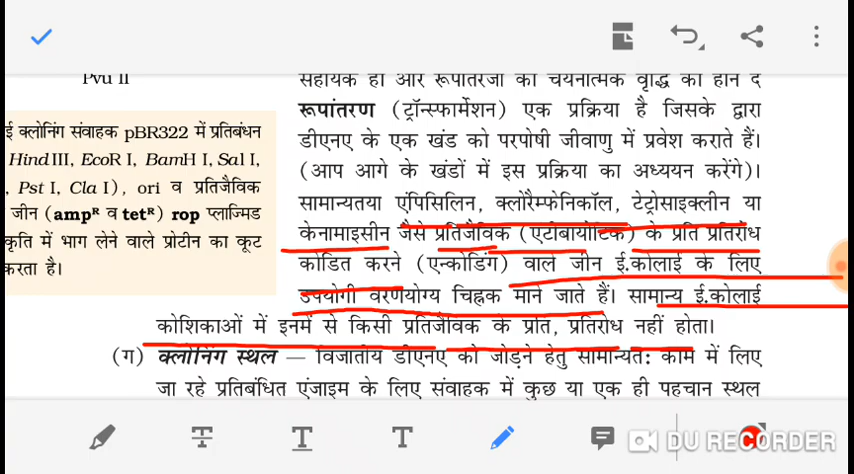 Pvu II
ई क्लोनिंग संवाहक pBR322 में प्रतिबंधन
Hind III, EcoR I, BamH I, Sal I,
, Pst I, Cla I), ori व प्रतिजैविक
जीन (ampᴿ व tetᴿ) rop प्लाज्मिड
कृति में भाग लेने वाले प्रोटीन का कूट
करता है।
सहायक हो और रूपांतरजों की चयनात्मक वृद्धि को होने दें
रूपांतरण (ट्रॉन्सफार्मेशन) एक प्रक्रिया है जिसके द्वारा
डीएनए के एक खंड को परपोषी जीवाणु में प्रवेश कराते हैं।
(आप आगे के खंडों में इस प्रक्रिया का अध्ययन करेंगे)।
सामान्यतया एंपिसिलिन, क्लोरैम्फेनिकॉल, टेट्रोसाइक्लीन या
केनामाइसीन जैसे प्रतिजैविक (एंटीबायोटिक) के प्रति प्रतिरोध
कोडित करने (एन्कोडिंग) वाले जीन ई.कोलाई के लिए
उपयोगी वरणयोग्य चिह्नक माने जाते हैं। सामान्य ई.कोलाई
कोशिकाओं में इनमें से किसी प्रतिजैविक के प्रति, प्रतिरोध नहीं होता।
(ग) क्लोनिंग स्थल – विजातीय डीएनए को जोड़ने हेतु सामान्यत: काम में लिए
जा रहे प्रतिबंधित एंजाइम के लिए संवाहक में कुछ या एक ही पहचान स्थल
T T T
DU RECORDER